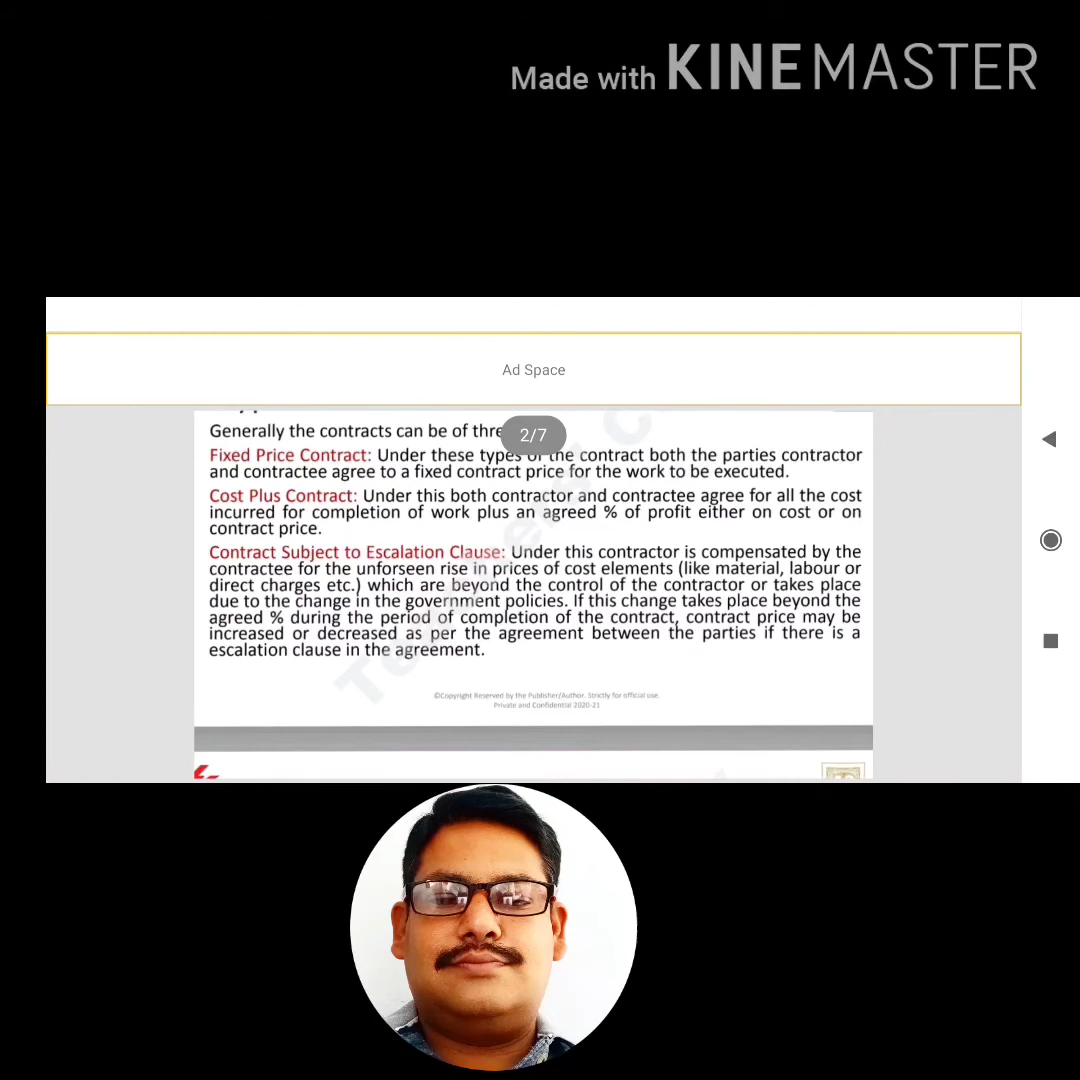 Made with KINEMASTER
Ad Space
2/7
Generally the contracts can be of thre
Fixed Price Contract: Under these types of the contract both the parties contractor
and contractee agree to a fixed contract price for the work to be executed.
Cost Plus Contract: Under this both contractor and contractee agree for all the cost
incurred for completion of work plus an agreed % of profit either on cost or on
contract price.
Contract Subject to Escalation Clause: Under this contractor is compensated by the
contractee for the unforseen rise in prices of cost elements (like material, labour or
direct charges etc.) which are beyond the control of the contractor or takes place
due to the change in the government policies. If this change takes place beyond the
agreed % during the period of completion of the contract, contract price may be
increased or decreased as per the agreement between the parties if there is a
escalation clause in the agreement.
©Copyright Reserved by the Publisher/Author. Strictly for official use.
Private and Confidential 2020-21